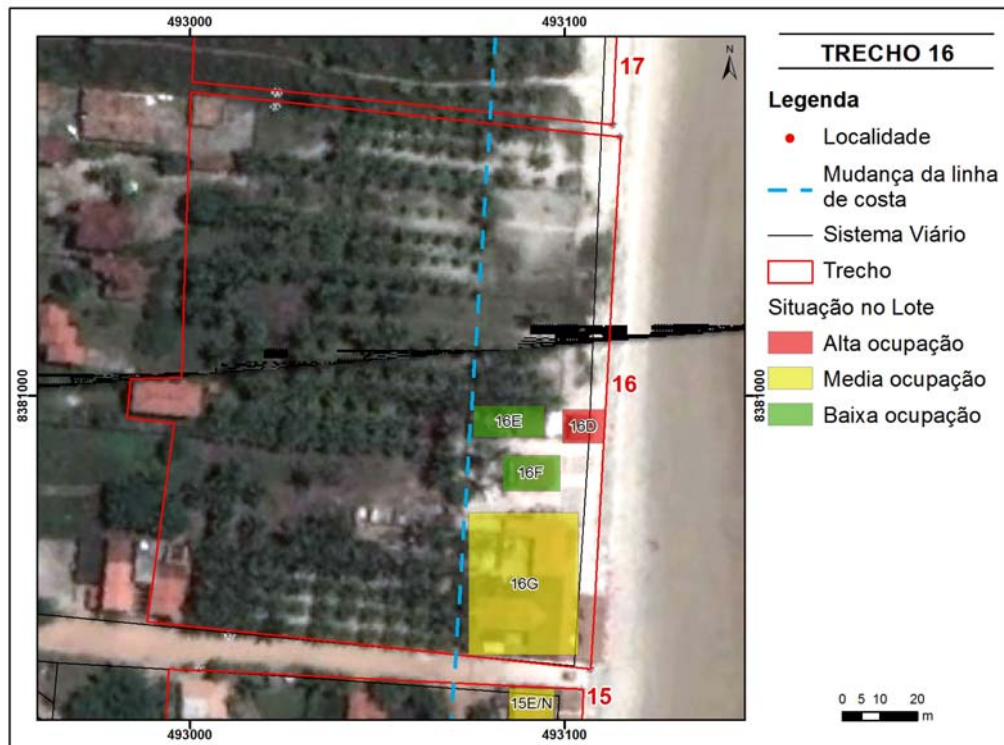 493000
493100
17
TRECHO 16
N
Legenda
Localidade
Mudança da linha
de costa
Sistema Viário
Trecho
Situação no Lote
Alta ocupação
Media ocupação
Baixa ocupação
8381000
8381000
16
16E
16D
16F
16G
15
15E/N
0 5 10 20
m
493000
493100